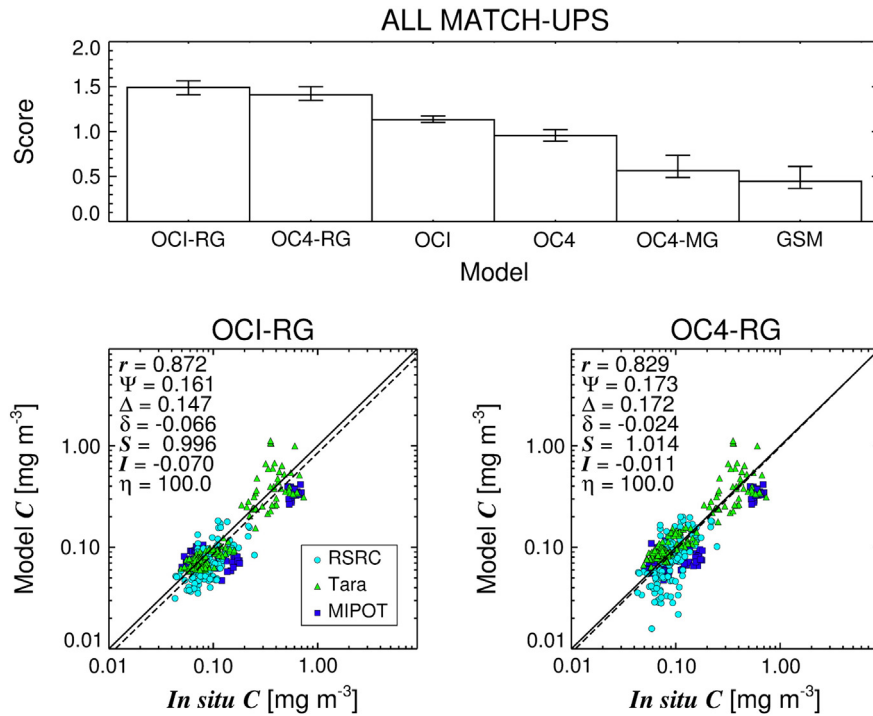 ALL MATCH-UPS
Score
2.0
1.5
1.0
0.5
0.0
OCI-RG OC4-RG OCI OC4 OC4-MG GSM
Model
OCI-RG
Model C [mg m-3]
1.00
0.10
0.01
r = 0.872
Ψ = 0.161
Δ = 0.147
δ = -0.066
S = 0.996
I = -0.070
η = 100.0
RSRC
Tara
MIPOT
0.01 0.10 1.00
In situ C [mg m-3]
OC4-RG
Model C [mg m-3]
1.00
0.10
0.01
r = 0.829
Ψ = 0.173
Δ = 0.172
δ = -0.024
S = 1.014
I = -0.011
η = 100.0
0.01 0.10 1.00
In situ C [mg m-3]